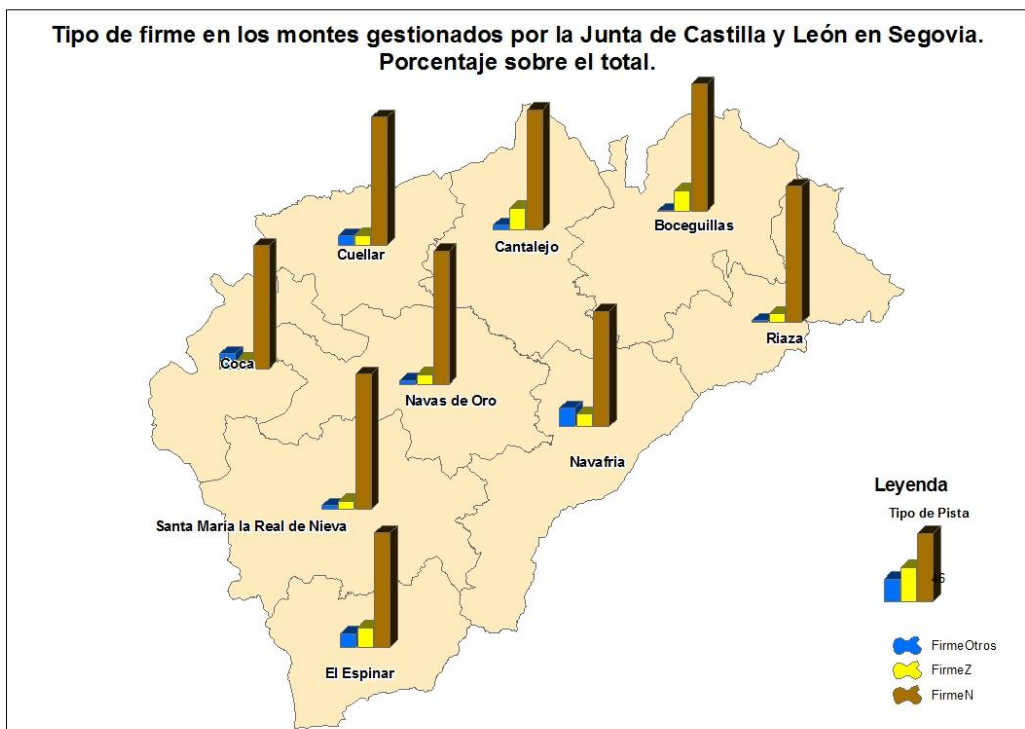 Tipo de firme en los montes gestionados por la Junta de Castilla y León en Segovia.
Porcentaje sobre el total.
Boceguillas
Cantalejo
Cuellar
Riaza
Coca
Navas de Oro
Navafria
Santa Maria la Real de Nieva
El Espinar
Leyenda
Tipo de Pista
46
FirmeOtros
FirmeZ
FirmeN